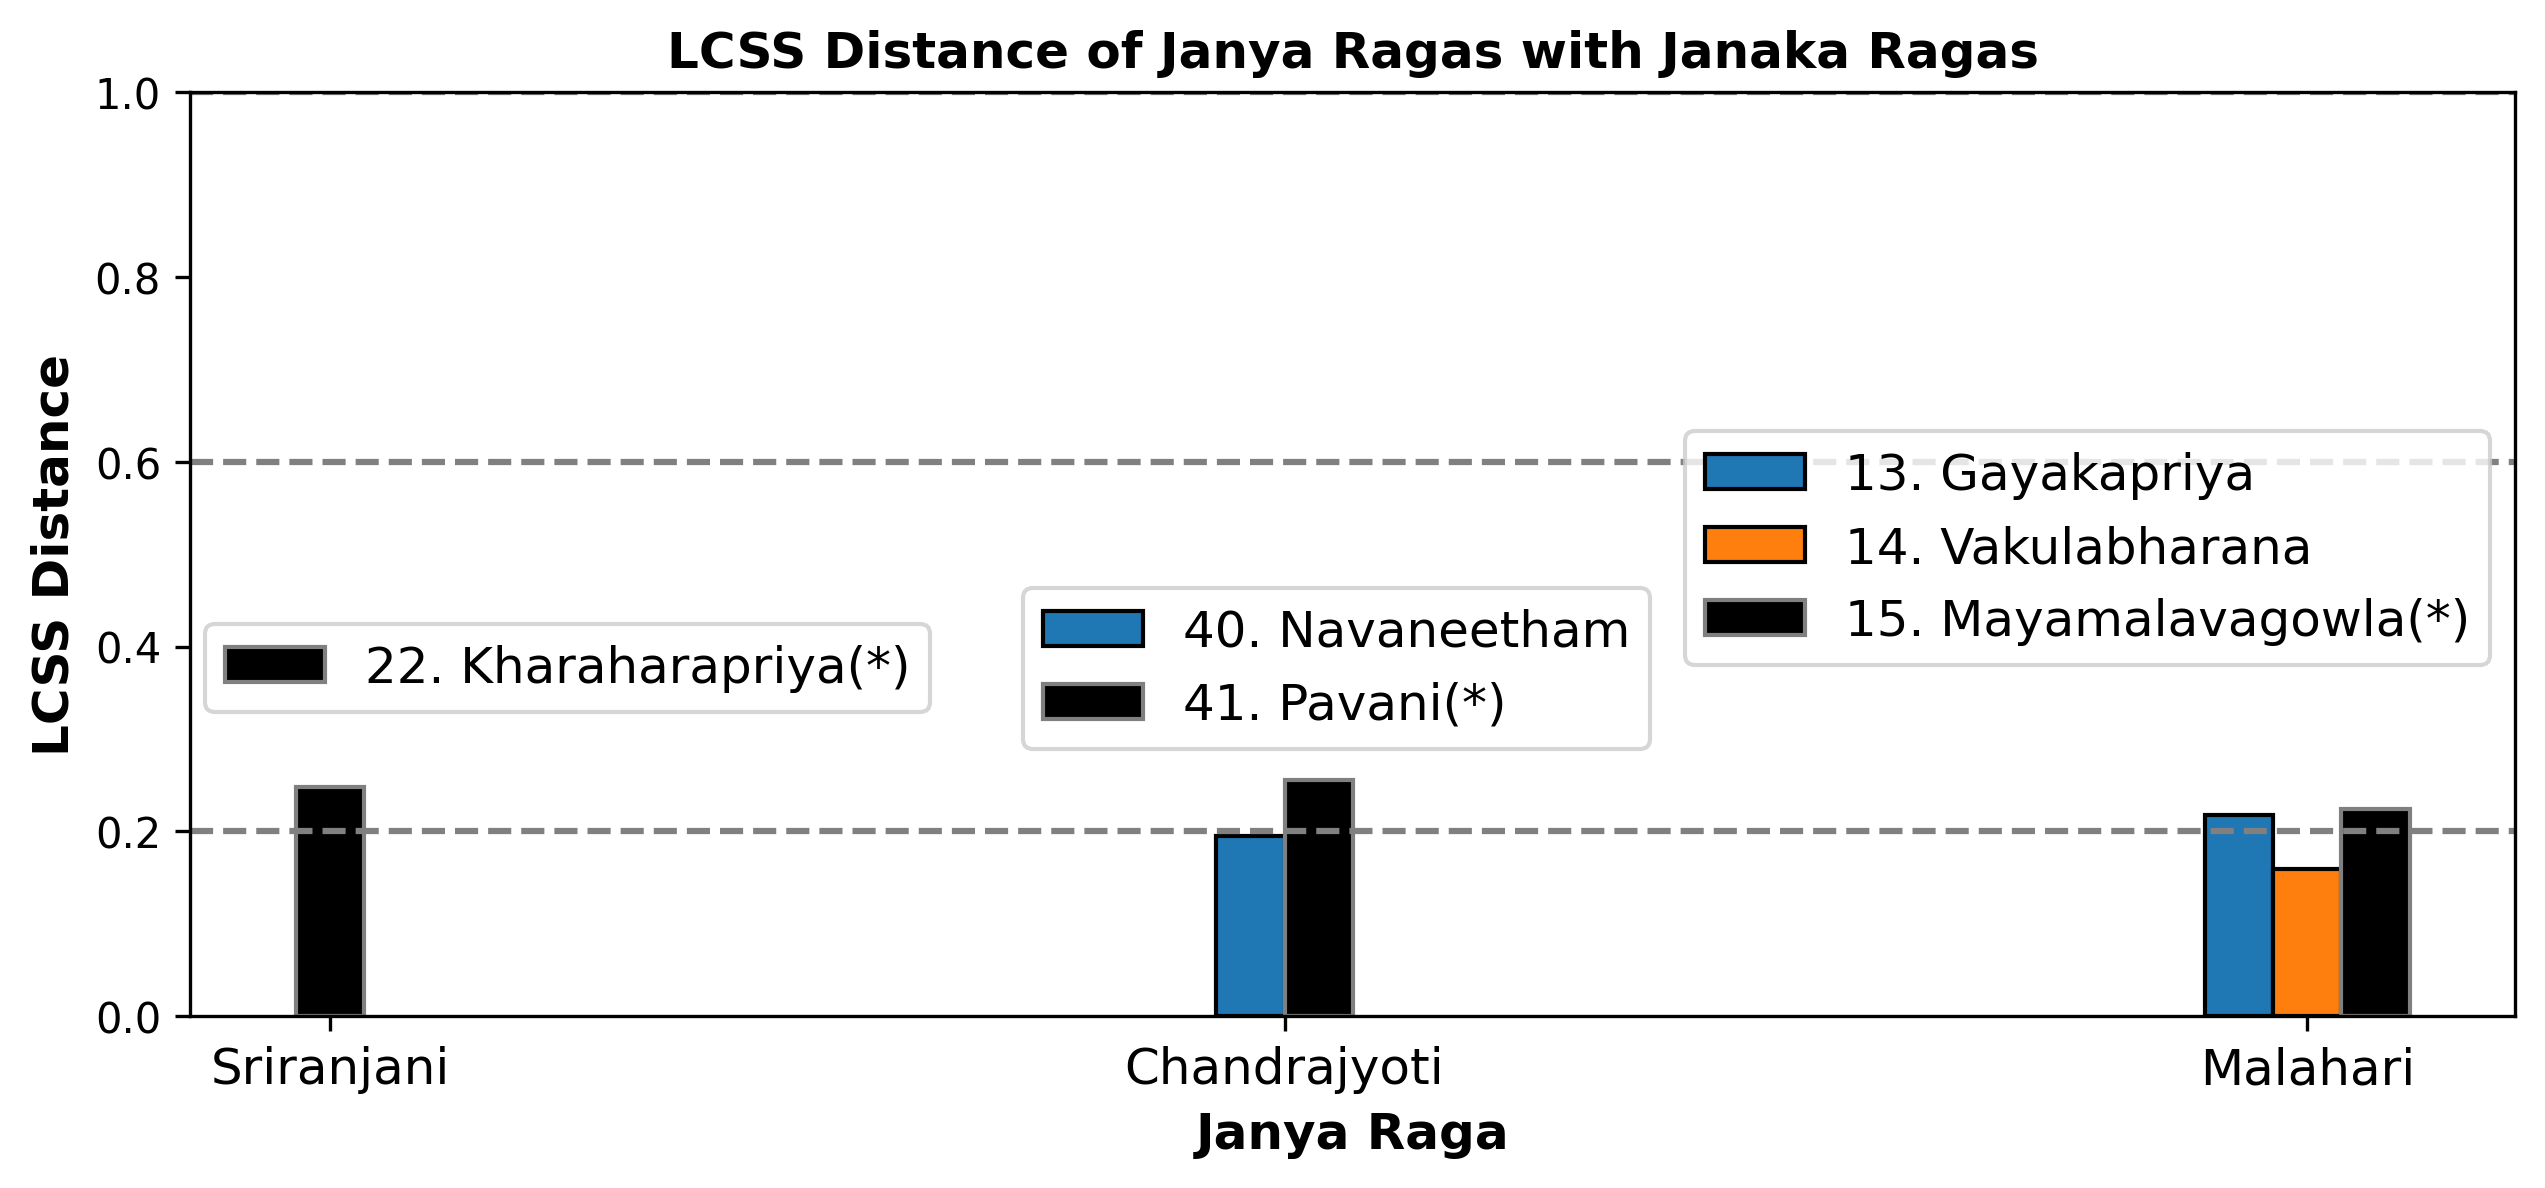 LCSS Distance of Janya Ragas with Janaka Ragas
LCSS Distance
1.0
0.8
0.6
0.4
0.2
0.0
22. Kharaharapriya(*)
40. Navaneetham
41. Pavani(*)
13. Gayakapriya
14. Vakulabharana
15. Mayamalavagowla(*)
Sriranjani
Chandrajyoti
Malahari
Janya Raga